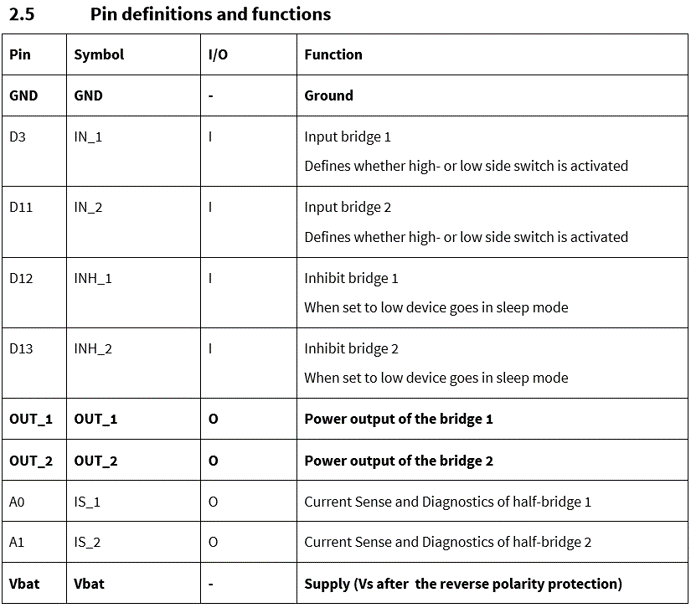 2.5 Pin definitions and functions
Pin Symbol I/O Function
GND GND - Ground
D3 IN_1 I Input bridge 1
Defines whether high- or low side switch is activated
D11 IN_2 I Input bridge 2
Defines whether high- or low side switch is activated
D12 INH_1 I Inhibit bridge 1
When set to low device goes in sleep mode
D13 INH_2 I Inhibit bridge 2
When set to low device goes in sleep mode
OUT_1 OUT_1 O Power output of the bridge 1
OUT_2 OUT_2 O Power output of the bridge 2
A0 IS_1 O Current Sense and Diagnostics of half-bridge 1
A1 IS_2 O Current Sense and Diagnostics of half-bridge 2
Vbat Vbat - Supply (Vs after the reverse polarity protection)